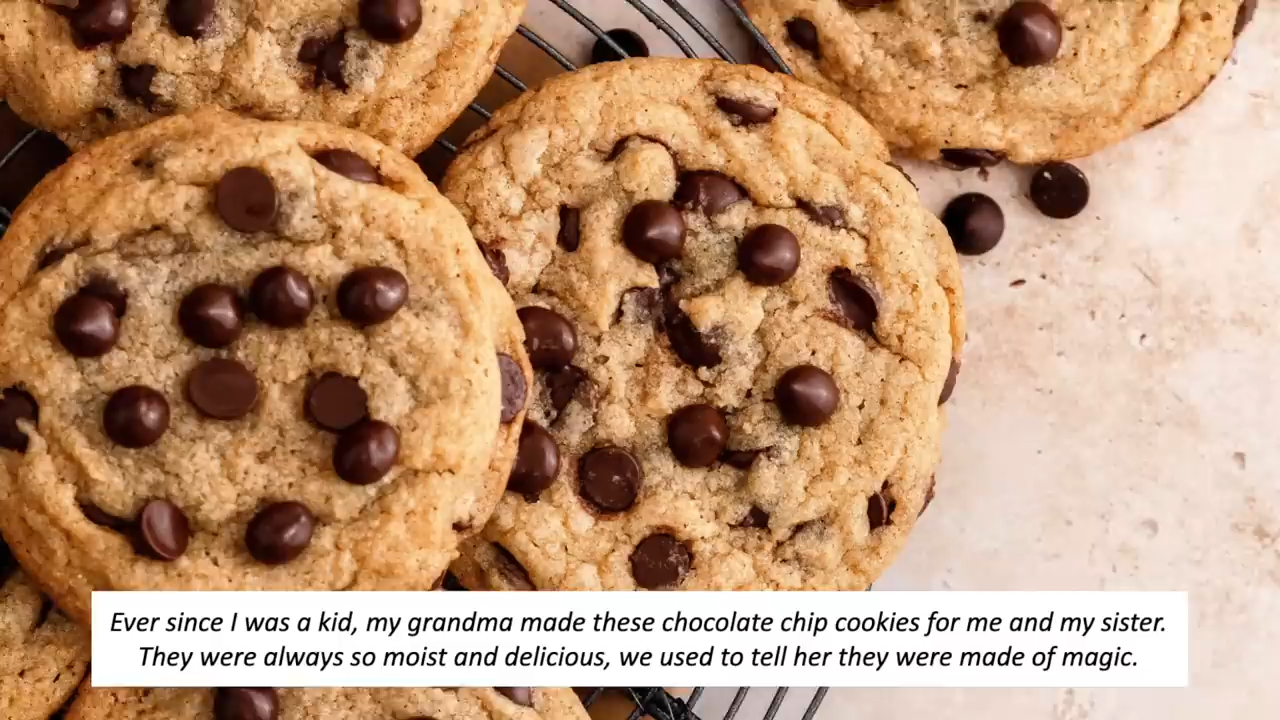 Ever since I was a kid, my grandma made these chocolate chip cookies for me and my sister.
They were always so moist and delicious, we used to tell her they were made of magic.